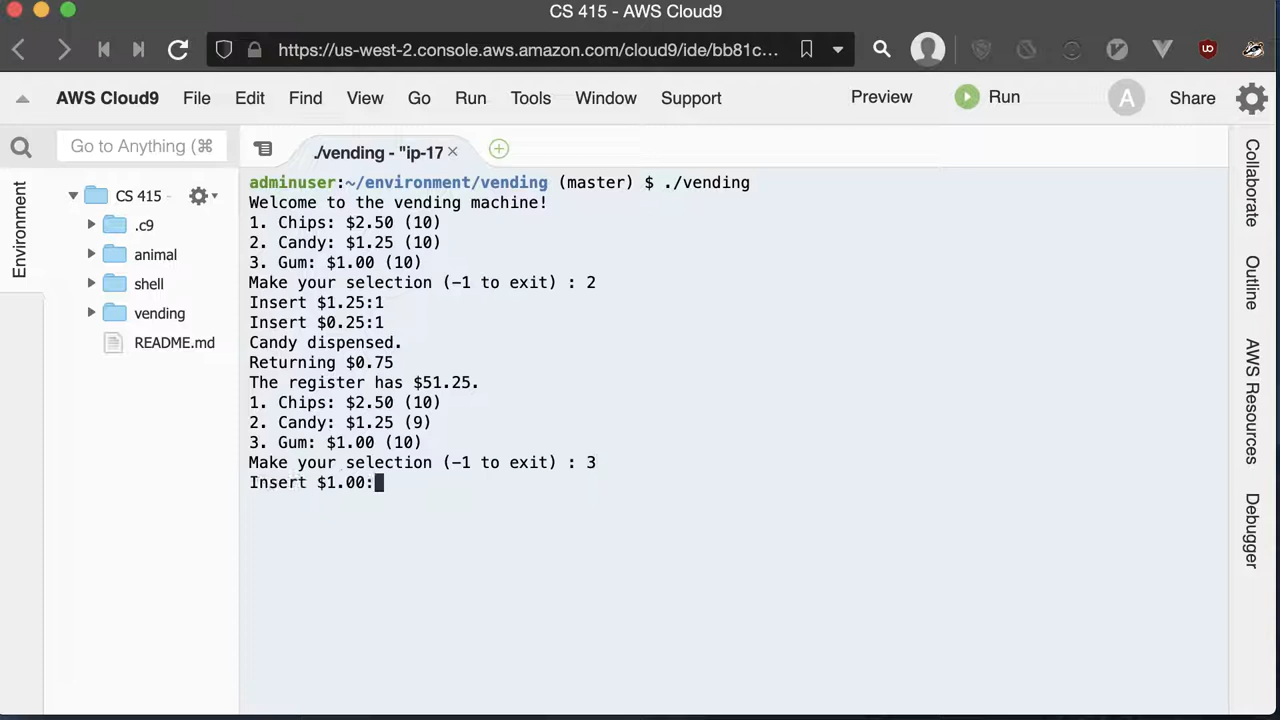 CS 415 - AWS Cloud9
https://us-west-2.console.aws.amazon.com/cloud9/ide/bb81c...
AWS Cloud9 File Edit Find View Go Run Tools Window Support Preview Run A Share
Go to Anything (⌘
./vending - "ip-17
Environment
CS 415 -
.c9
animal
shell
vending
README.md
adminuser:~/environment/vending (master) $ ./vending
Welcome to the vending machine!
1. Chips: $2.50 (10)
2. Candy: $1.25 (10)
3. Gum: $1.00 (10)
Make your selection (-1 to exit) : 2
Insert $1.25:1
Insert $0.25:1
Candy dispensed.
Returning $0.75
The register has $51.25.
1. Chips: $2.50 (10)
2. Candy: $1.25 (9)
3. Gum: $1.00 (10)
Make your selection (-1 to exit) : 3
Insert $1.00:
Collaborate
Outline
AWS Resources
Debugger